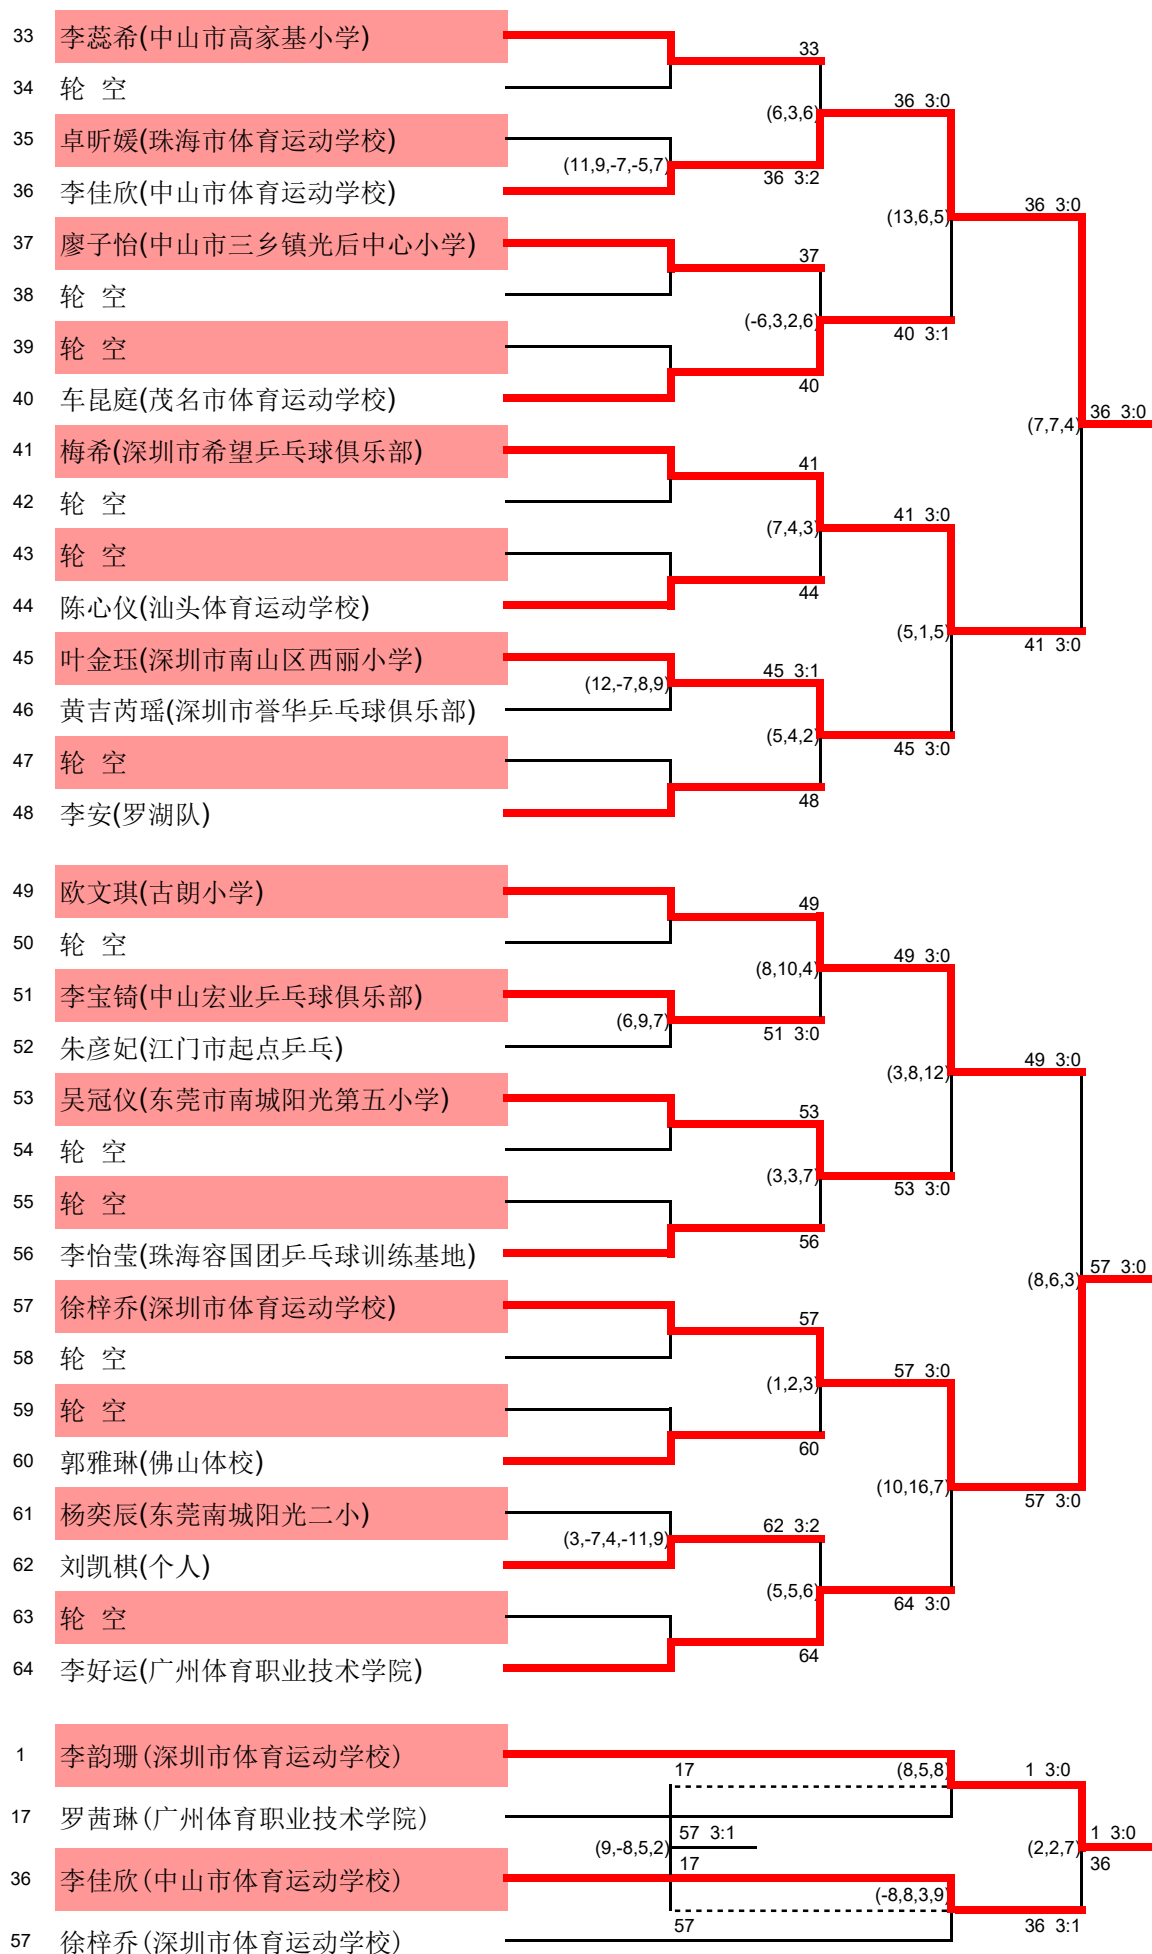 33 李蕊希(中山市高家基小学)
33
34 轮 空
(6,3,6)
36 3:0
35 卓昕媛(珠海市体育运动学校)
(11,9,-7,-5,7)
36 3:2
36 李佳欣(中山市体育运动学校)
(13,6,5)
36 3:0
37 廖子怡(中山市三乡镇光后中心小学)
37
38 轮 空
(-6,3,2,6)
40 3:1
39 轮 空
40
40 车昆庭(茂名市体育运动学校)
(7,7,4)
36 3:0
41 梅希(深圳市希望乒乓球俱乐部)
41
42 轮 空
(7,4,3)
41 3:0
43 轮 空
44
44 陈心仪(汕头体育运动学校)
(5,1,5)
41 3:0
45 叶金珏(深圳市南山区西丽小学)
(12,-7,8,9)
45 3:1
46 黄吉芮瑶(深圳市誉华乒乓球俱乐部)
(5,4,2)
45 3:0
47 轮 空
48
48 李安(罗湖队)
49 欧文琪(古朗小学)
49
50 轮 空
(8,10,4)
49 3:0
51 李宝锜(中山宏业乒乓球俱乐部)
(6,9,7)
51 3:0
52 朱彦妃(江门市起点乒乓)
(3,8,12)
49 3:0
53 吴冠仪(东莞市南城阳光第五小学)
53
54 轮 空
(3,3,7)
53 3:0
55 轮 空
56
56 李怡莹(珠海容国团乒乓球训练基地)
(8,6,3)
57 3:0
57 徐梓乔(深圳市体育运动学校)
57
58 轮 空
(1,2,3)
57 3:0
59 轮 空
60
60 郭雅琳(佛山体校)
(10,16,7)
57 3:0
61 杨奕辰(东莞南城阳光二小)
(3,-7,4,-11,9)
62 3:2
62 刘凯棋(个人)
(5,5,6)
64 3:0
63 轮 空
64
64 李好运(广州体育职业技术学院)
1 李韵珊(深圳市体育运动学校)
17
(8,5,8)
1 3:0
17 罗茜琳(广州体育职业技术学院)
(9,-8,5,2)
57 3:1
17
(2,2,7)
1 3:0
36
36 李佳欣(中山市体育运动学校)
(-8,8,3,9)
57
36 3:1
57 徐梓乔(深圳市体育运动学校)